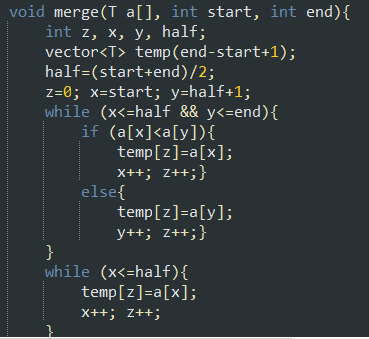 void merge(T a[], int start, int end){
int z, x, y, half;
vector<T> temp(end-start+1);
half=(start+end)/2;
z=0; x=start; y=half+1;
while (x<=half && y<=end){
if (a[x]<a[y]){
temp[z]=a[x];
x++; z++;}
else{
temp[z]=a[y];
y++; z++;}
}
while (x<=half){
temp[z]=a[x];
x++; z++;
}